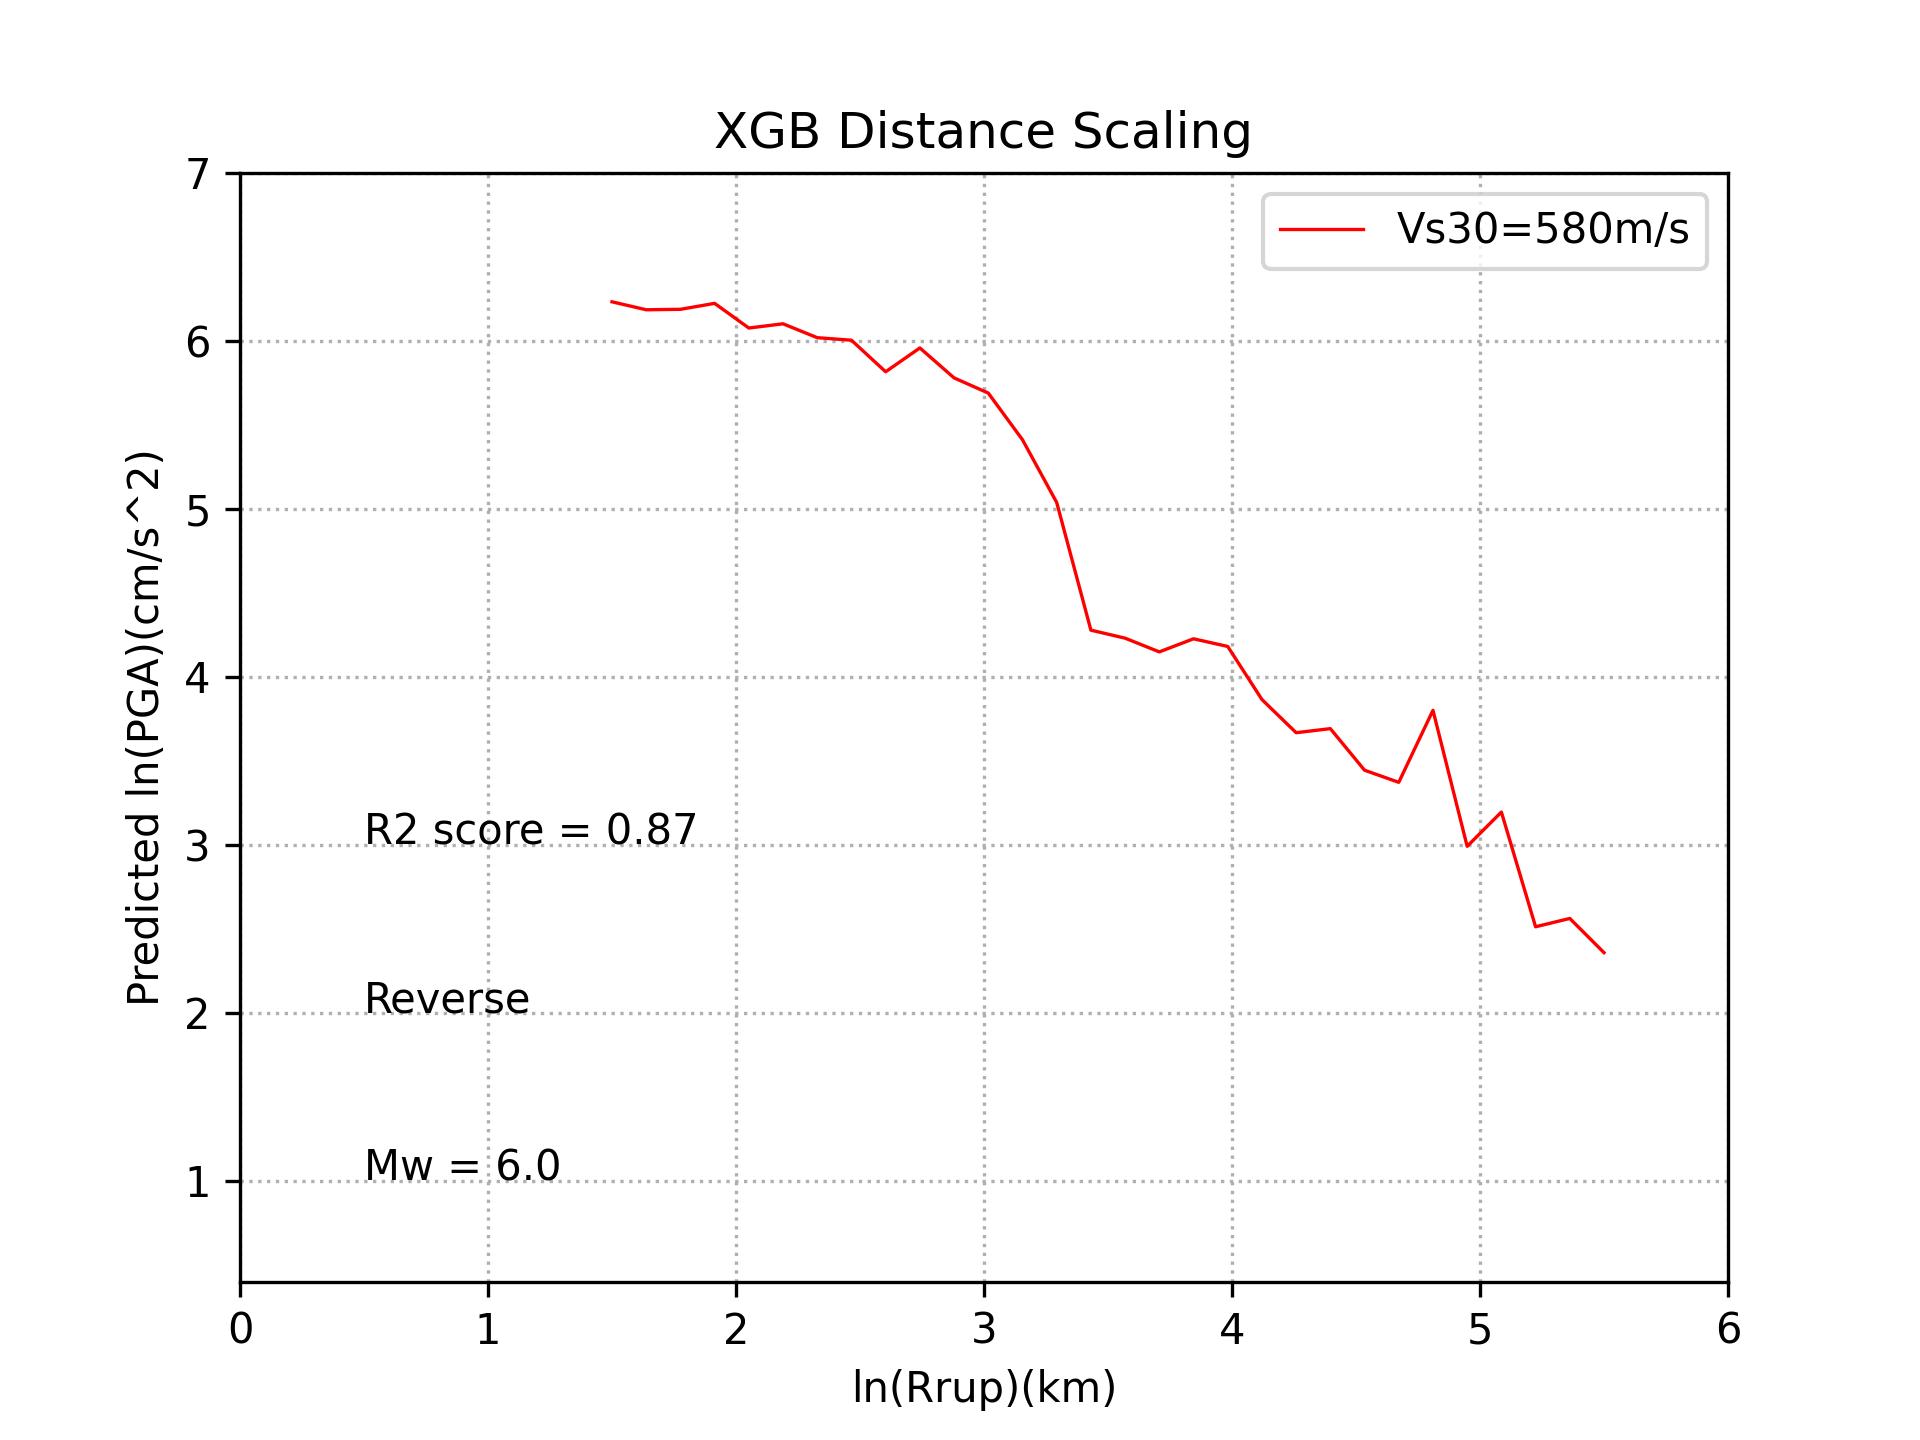 XGB Distance Scaling
Vs30=580m/s
7
6
5
4
3
2
1
Predicted ln(PGA)(cm/s^2)
R2 score = 0.87
Reverse
Mw = 6.0
0 1 2 3 4 5 6
ln(Rrup)(km)